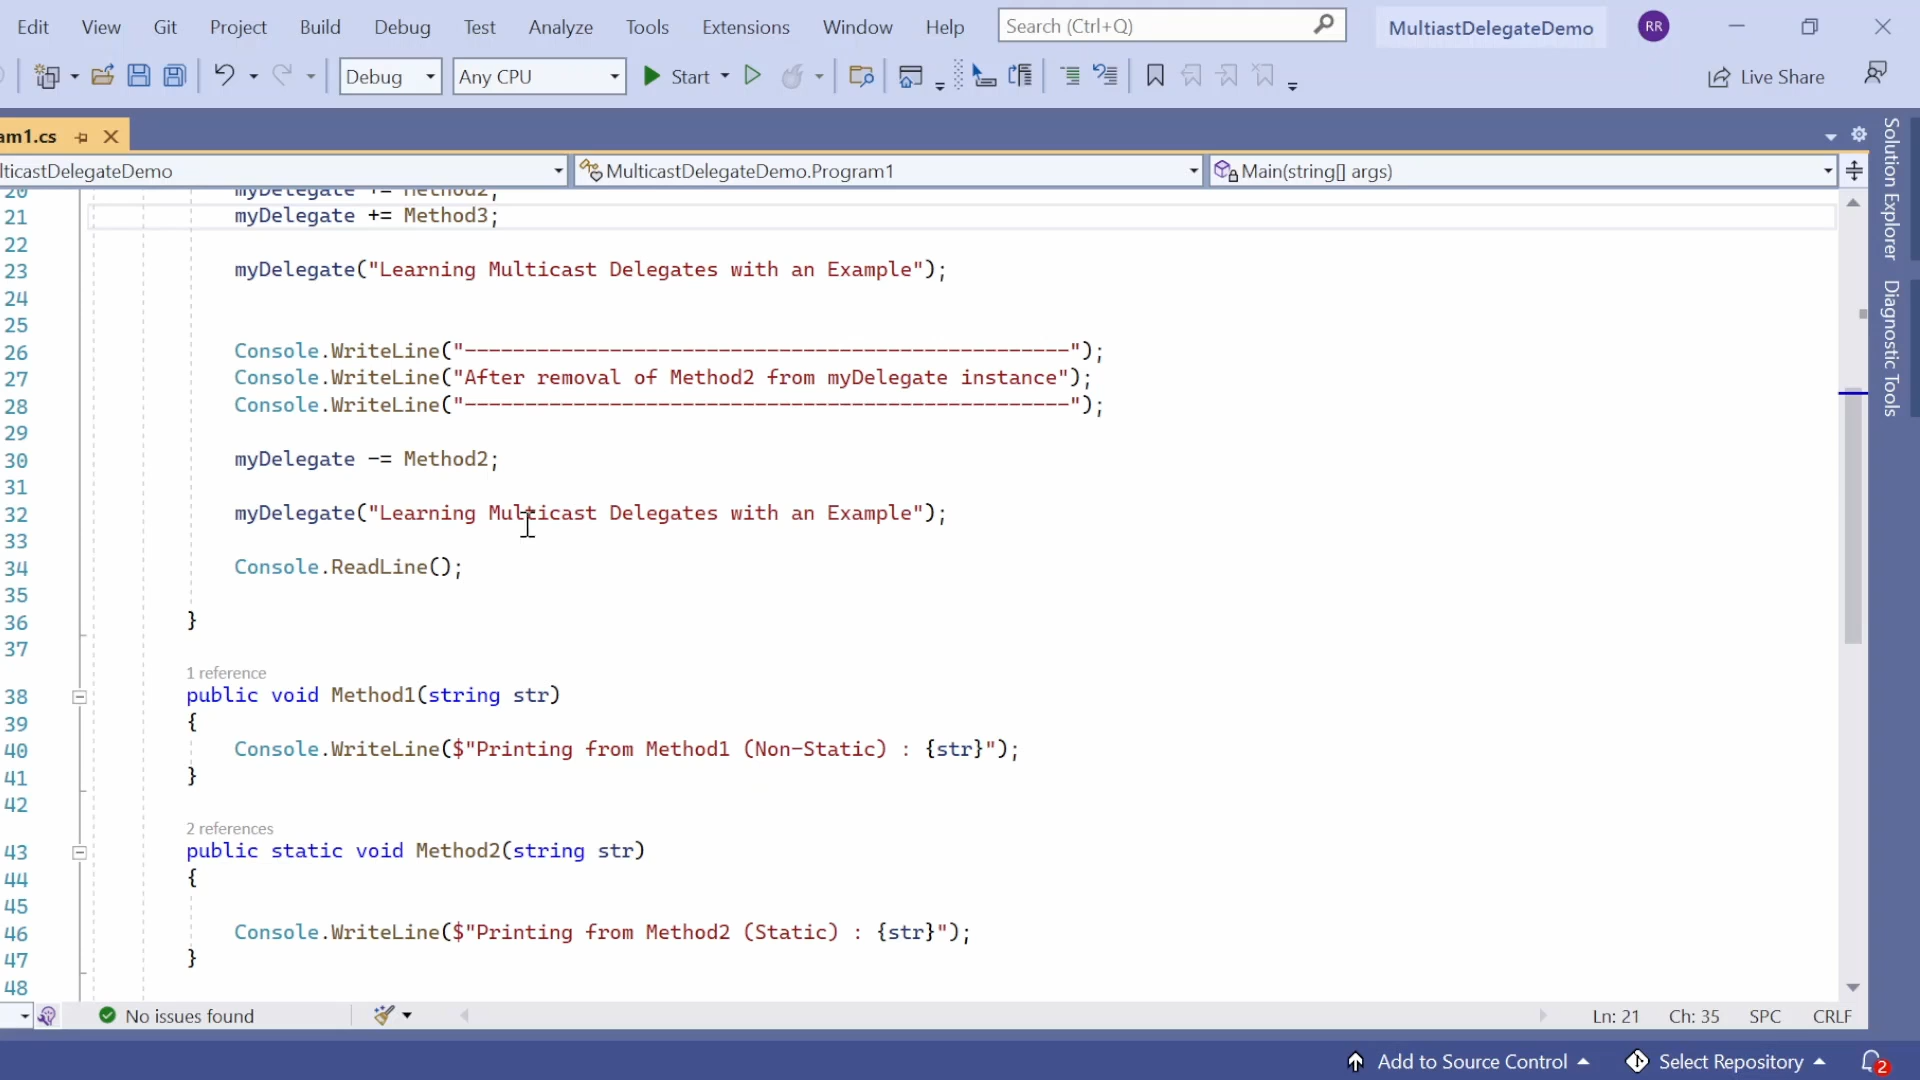 Edit View Git Project Build Debug Test Analyze Tools Extensions Window Help Search (Ctrl+Q) MultiastDelegateDemo RR
Debug Any CPU Start Live Share
am1.cs
lticastDelegateDemo MulticastDelegateDemo.Program1 Main(string[] args)
20 myDelegate += Method2;
21 myDelegate += Method3;
22
23 myDelegate("Learning Multicast Delegates with an Example");
24
25
26 Console.WriteLine("--------------------------------------------------");
27 Console.WriteLine("After removal of Method2 from myDelegate instance");
28 Console.WriteLine("--------------------------------------------------");
29
30 myDelegate -= Method2;
31
32 myDelegate("Learning Multicast Delegates with an Example");
33
34 Console.ReadLine();
35
36 }
37
1 reference
38 public void Method1(string str)
39 {
40 Console.WriteLine($"Printing from Method1 (Non-Static) : {str}");
41 }
42
2 references
43 public static void Method2(string str)
44 {
45
46 Console.WriteLine($"Printing from Method2 (Static) : {str}");
47 }
48
Solution Explorer
Diagnostic Tools
No issues found Ln: 21 Ch: 35 SPC CRLF
Add to Source Control Select Repository 2